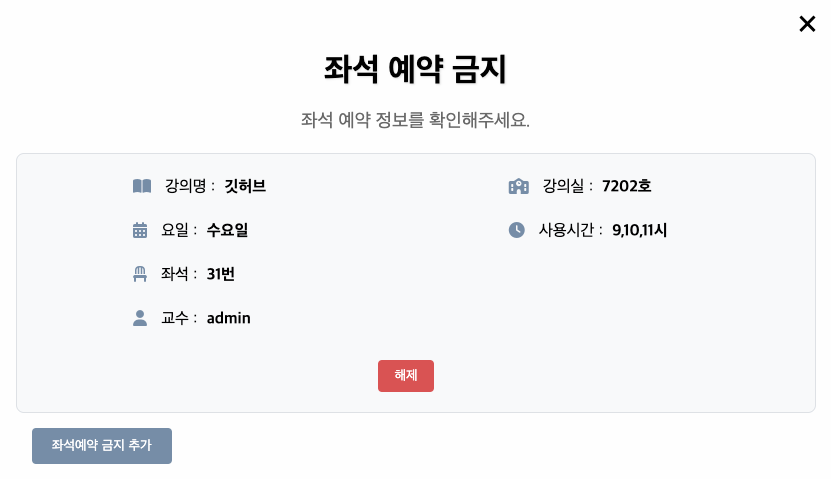 좌석 예약 금지
좌석 예약 정보를 확인해주세요.
강의명 : 깃허브
강의실 : 7202호
요일 : 수요일
사용시간 : 9,10,11시
좌석 : 31번
교수 : admin
해제
좌석예약 금지 추가